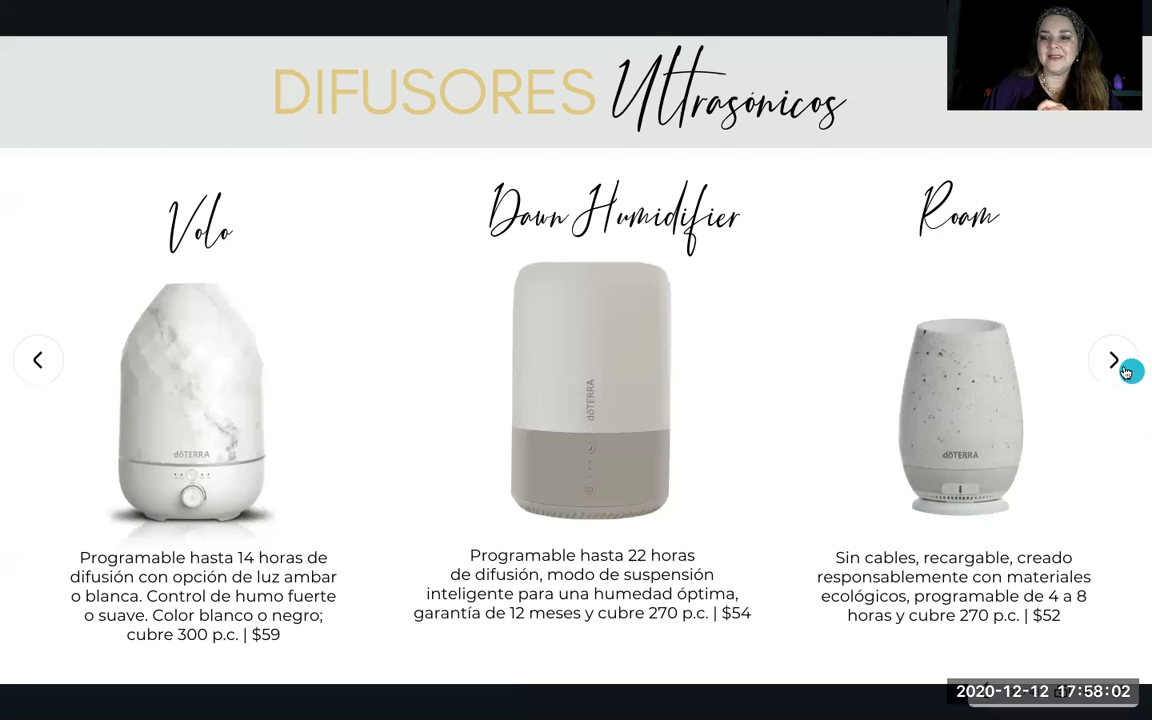 DIFUSORES Ultrasónicos
Volo
Dawn Humidifier
Roam
dōTERRA
dōTERRA
dōTERRA
Programable hasta 14 horas de
difusión con opción de luz ambar
o blanca. Control de humo fuerte
o suave. Color blanco o negro;
cubre 300 p.c. | $59
Programable hasta 22 horas
de difusión, modo de suspensión
inteligente para una humedad óptima,
garantía de 12 meses y cubre 270 p.c. | $54
Sin cables, recargable, creado
responsablemente con materiales
ecológicos, programable de 4 a 8
horas y cubre 270 p.c. | $52
2020-12-12 17:58:02